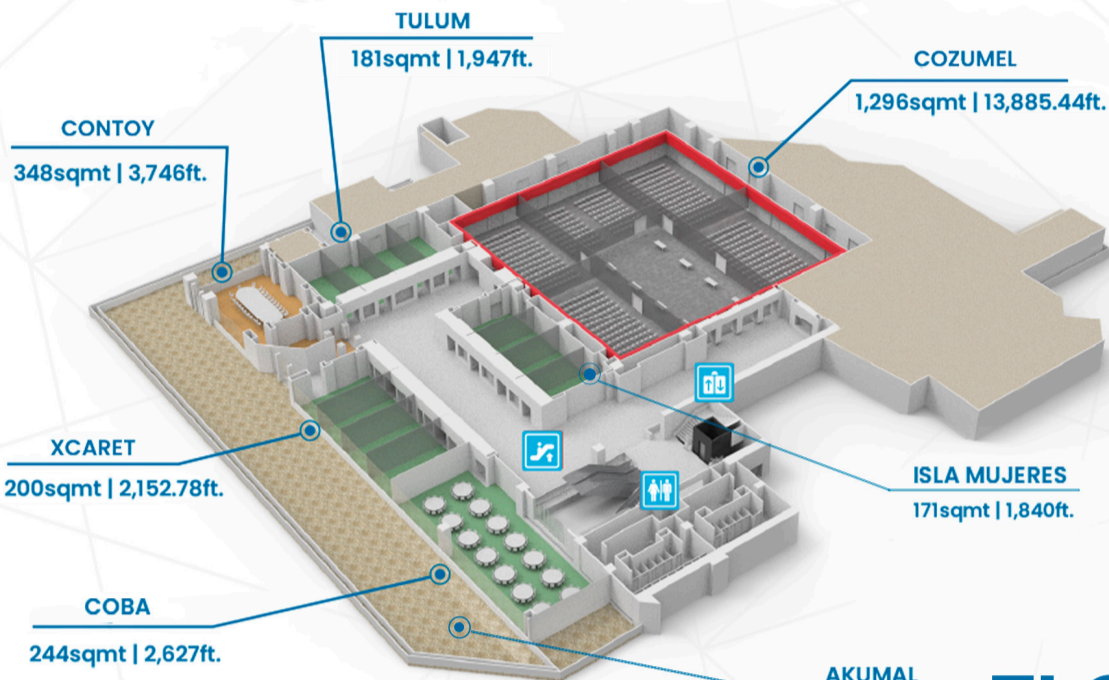 TULUM
181sqmt | 1,947ft.
COZUMEL
1,296sqmt | 13,885.44ft.
CONTOY
348sqmt | 3,746ft.
XCARET
200sqmt | 2,152.78ft.
ISLA MUJERES
171sqmt | 1,840ft.
COBA
244sqmt | 2,627ft.
AKUMAL